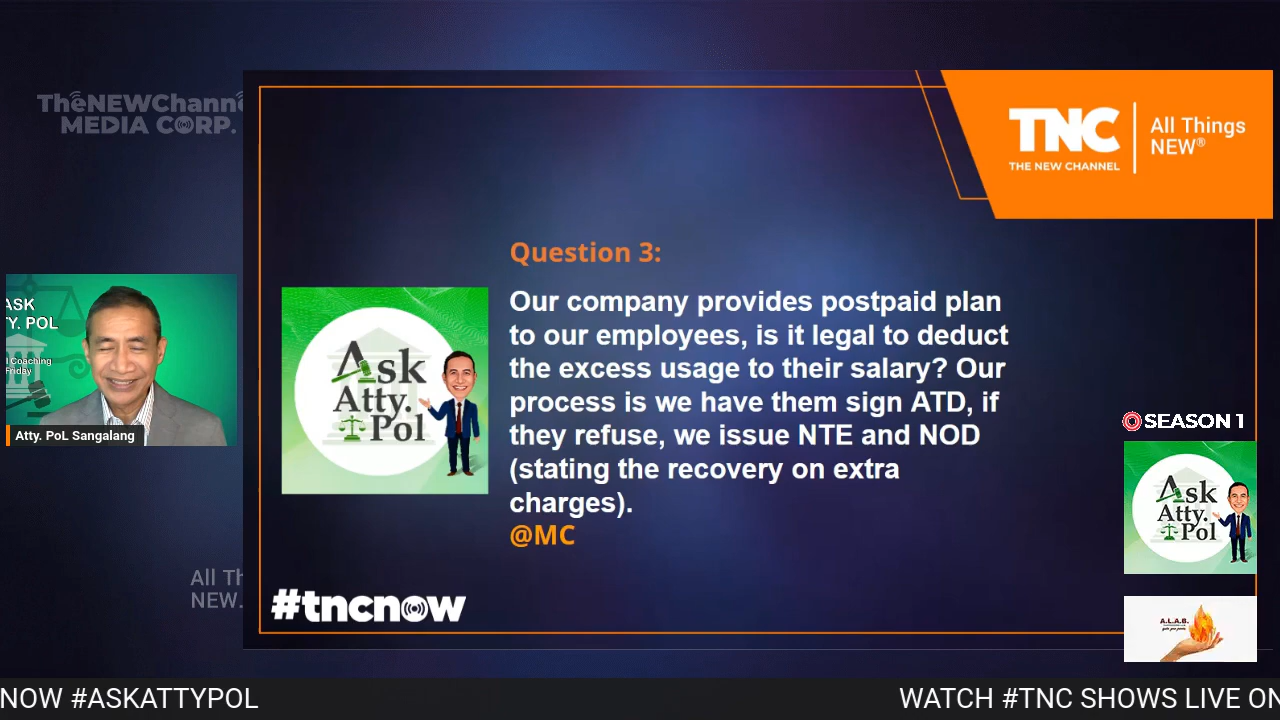 TheNEWChann
MEDIA CORP.
TNC
THE NEW CHANNEL
All Things
NEW®
Question 3:
Our company provides postpaid plan
to our employees, is it legal to deduct
the excess usage to their salary? Our
process is we have them sign ATD, if
they refuse, we issue NTE and NOD
(stating the recovery on extra
charges).
@MC
Ask
Atty.
Pol
ASK
TY. POL
l Coaching
Friday
Atty. PoL Sangalang
SEASON 1
Ask
Atty.
Pol
All Th
NEW.
#tncnow
A.L.A.B.
NOW #ASKATTYPOL
WATCH #TNC SHOWS LIVE ON